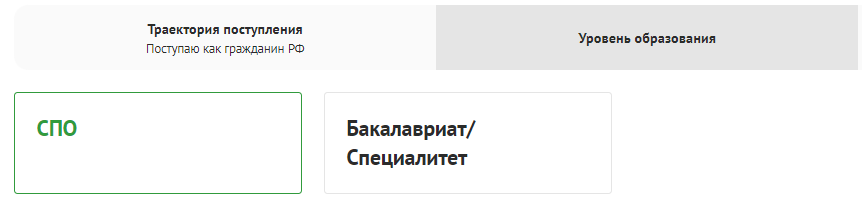 Траектория поступления
Поступаю как гражданин РФ
Уровень образования
СПО
Бакалавриат/
Специалитет